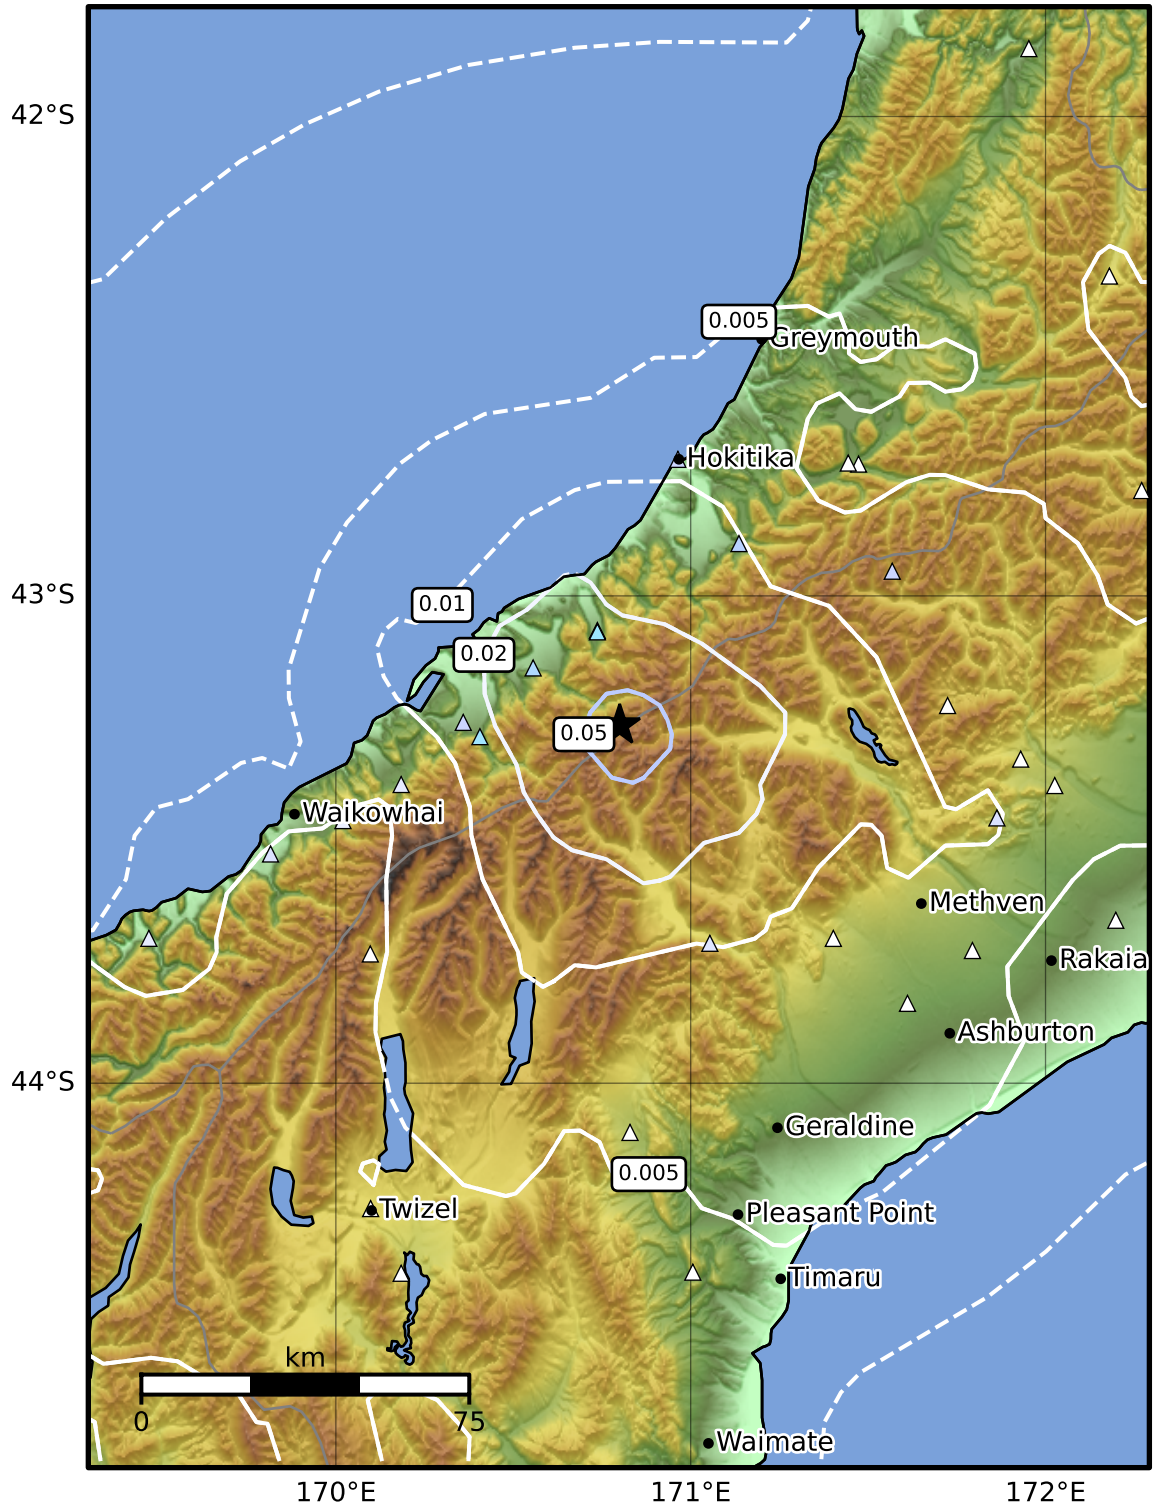 42°S
0.005
Greymouth
Hokitika
43°S
0.01
0.02
0.05
Waikowhai
Methven
Rakaia
Ashburton
44°S
Geraldine
0.005
Twizel
Pleasant Point
Timaru
km
0
75
Waimate
170°E
171°E
172°E